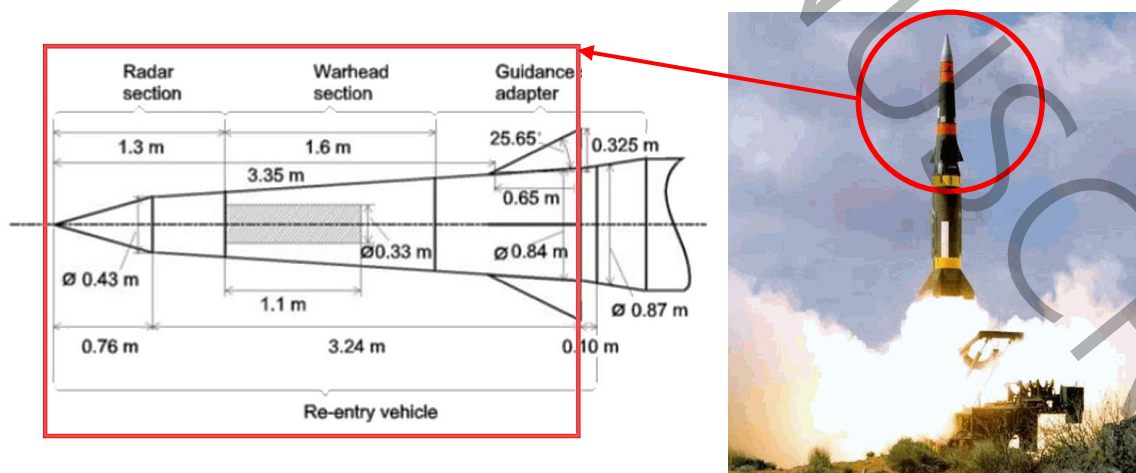 Radar
section
Warhead
section
Guidance
adapter
1.3 m
1.6 m
25.65°
0.325 m
3.35 m
0.65 m
Ø0.33 m
Ø0.84 m
Ø 0.43 m
1.1 m
Ø 0.87 m
0.76 m
3.24 m
0.10 m
Re-entry vehicle